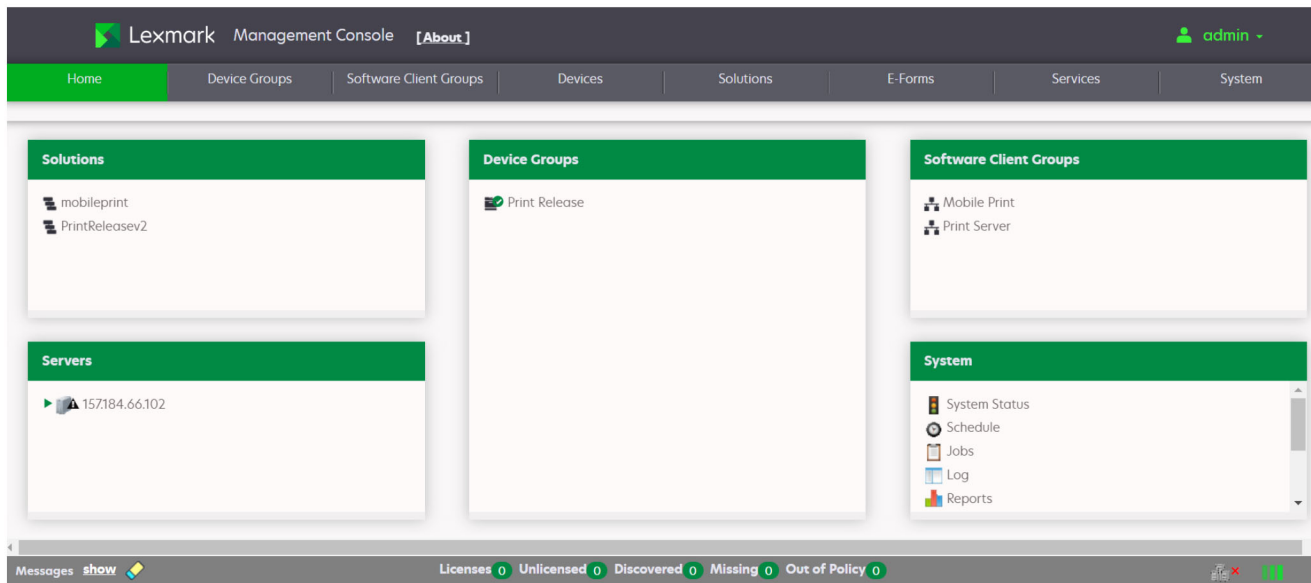 Lexmark Management Console [About ]
admin
Home Device Groups Software Client Groups Devices Solutions E-Forms Services System
Solutions
mobileprint
PrintReleasev2
Device Groups
Print Release
Software Client Groups
Mobile Print
Print Server
Servers
157.184.66.102
System
System Status
Schedule
Jobs
Log
Reports
Messages show Licenses 0 Unlicensed 0 Discovered 0 Missing 0 Out of Policy 0